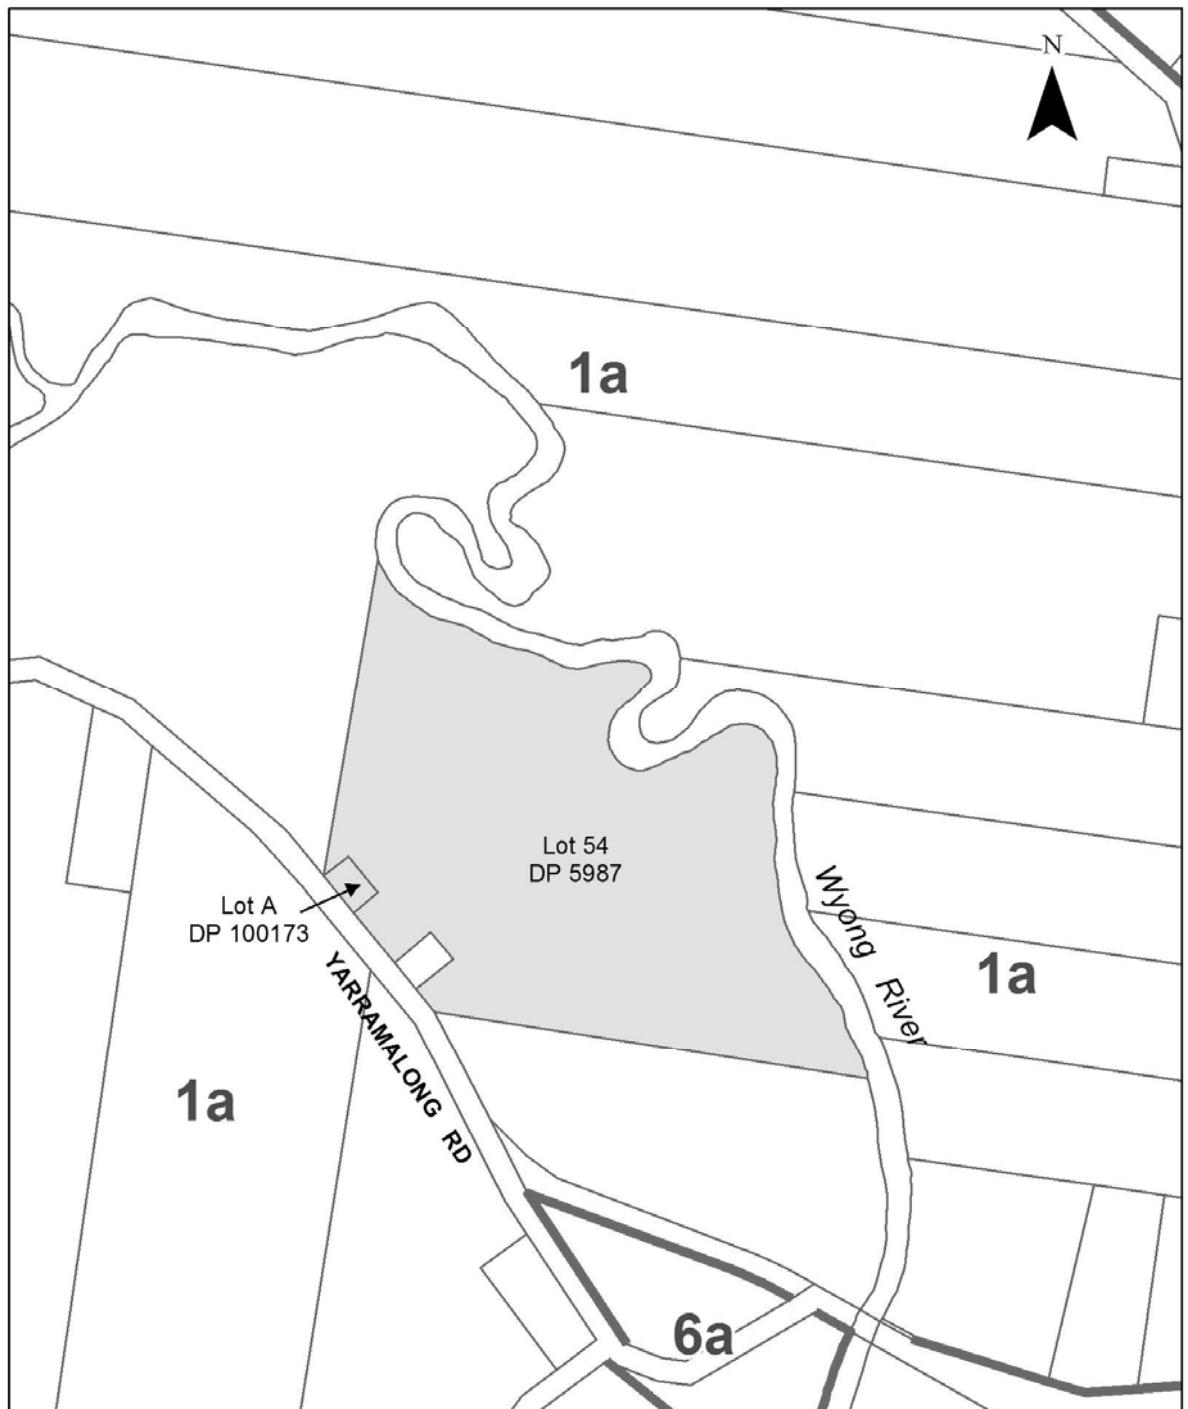 N
1a
Lot 54
DP 5987
Lot A
DP 100173
Wyong River
1a
YARRAMALONG RD
1a
6a